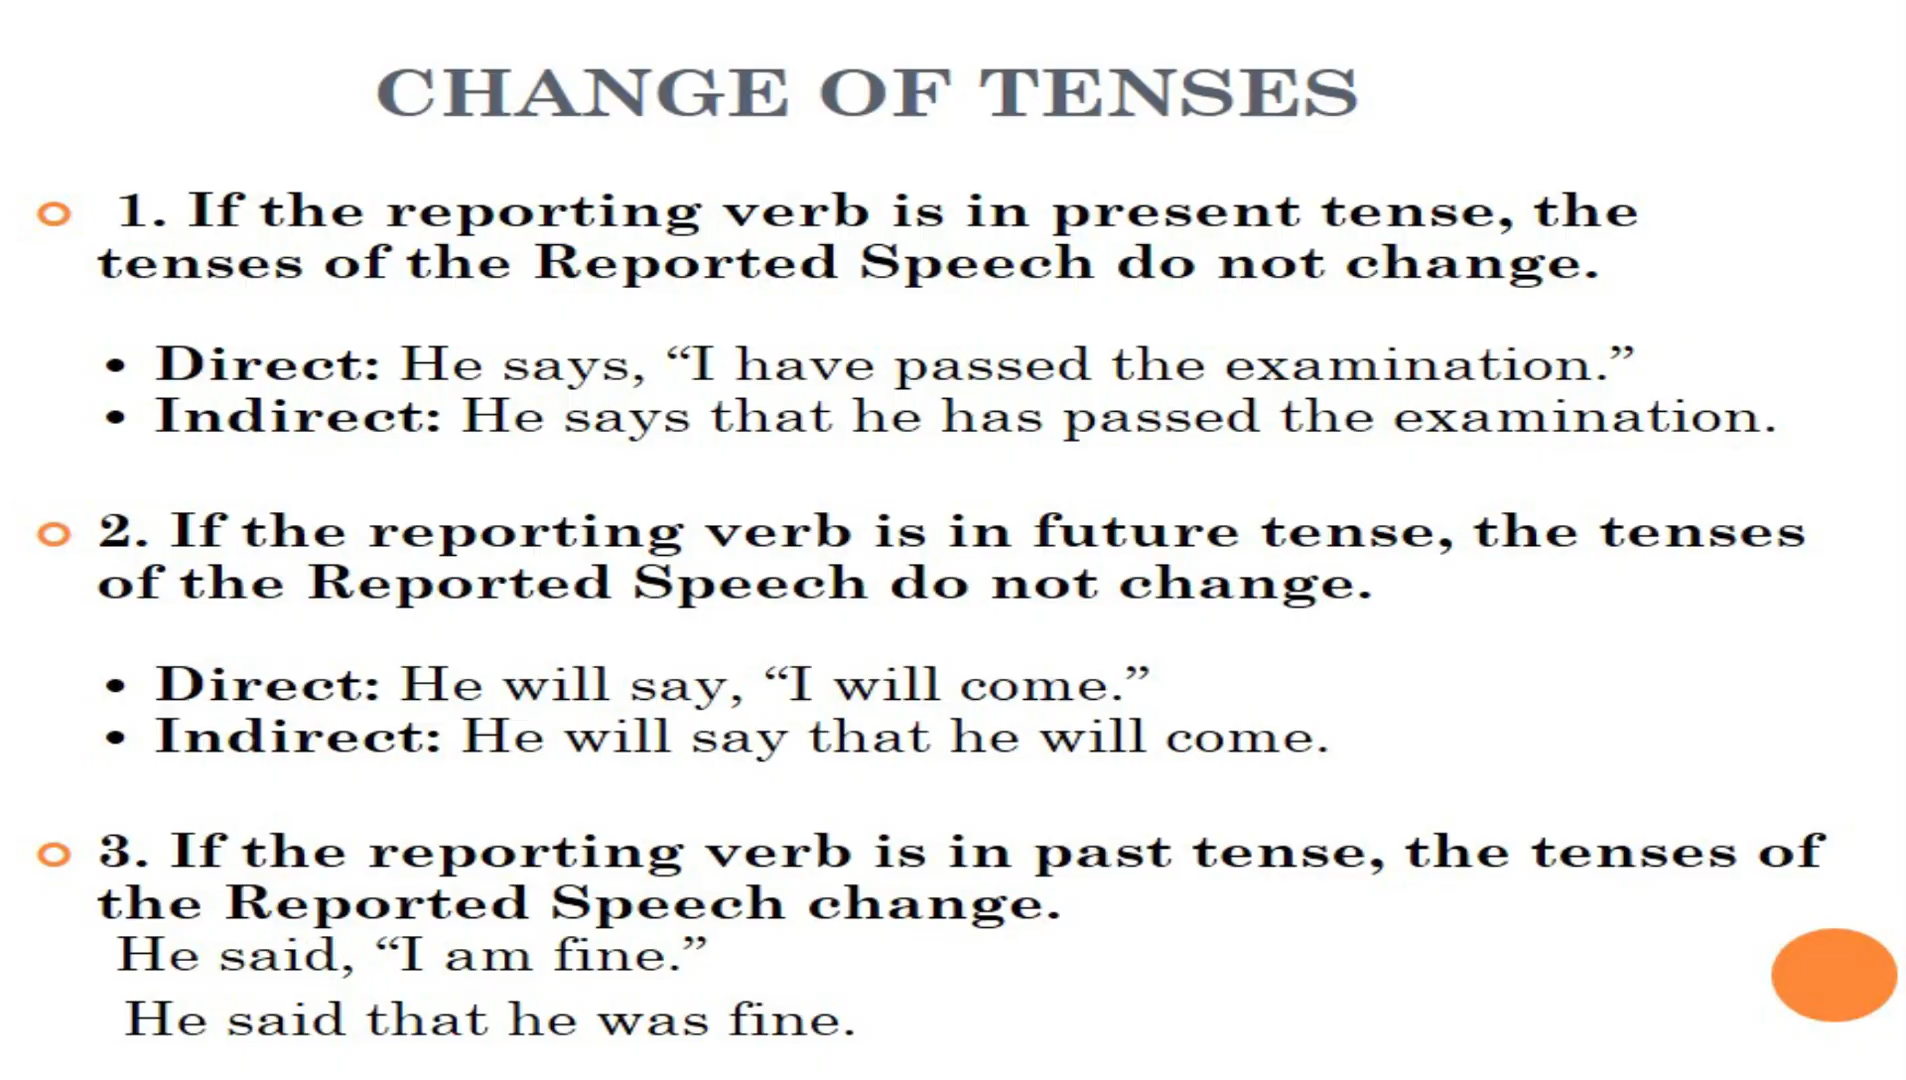 CHANGE OF TENSES
1. If the reporting verb is in present tense, the
tenses of the Reported Speech do not change.
• Direct: He says, “I have passed the examination.”
• Indirect: He says that he has passed the examination.
2. If the reporting verb is in future tense, the tenses
of the Reported Speech do not change.
• Direct: He will say, “I will come.”
• Indirect: He will say that he will come.
3. If the reporting verb is in past tense, the tenses of
the Reported Speech change.
He said, “I am fine.”
He said that he was fine.